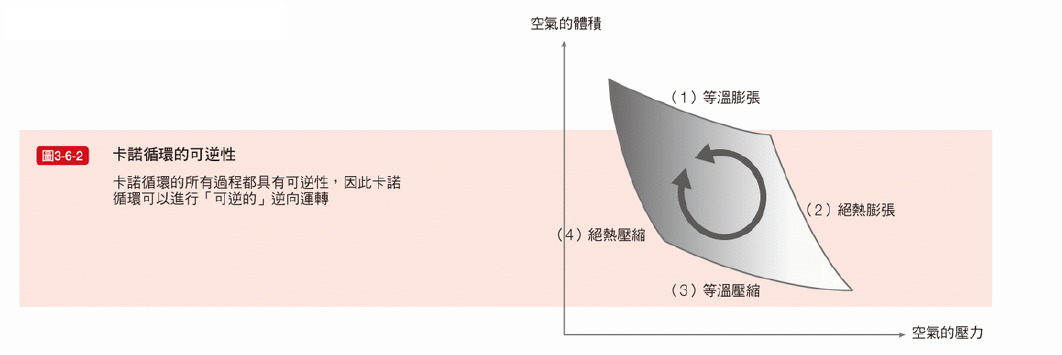 空氣的體積
(1)等溫膨張
圖3-6-2
卡諾循環的可逆性
卡諾循環的所有過程都具有可逆性，因此卡諾
循環可以進行「可逆的」逆向運轉
(2)絕熱膨張
(4)絕熱壓縮
(3)等溫壓縮
空氣的壓力